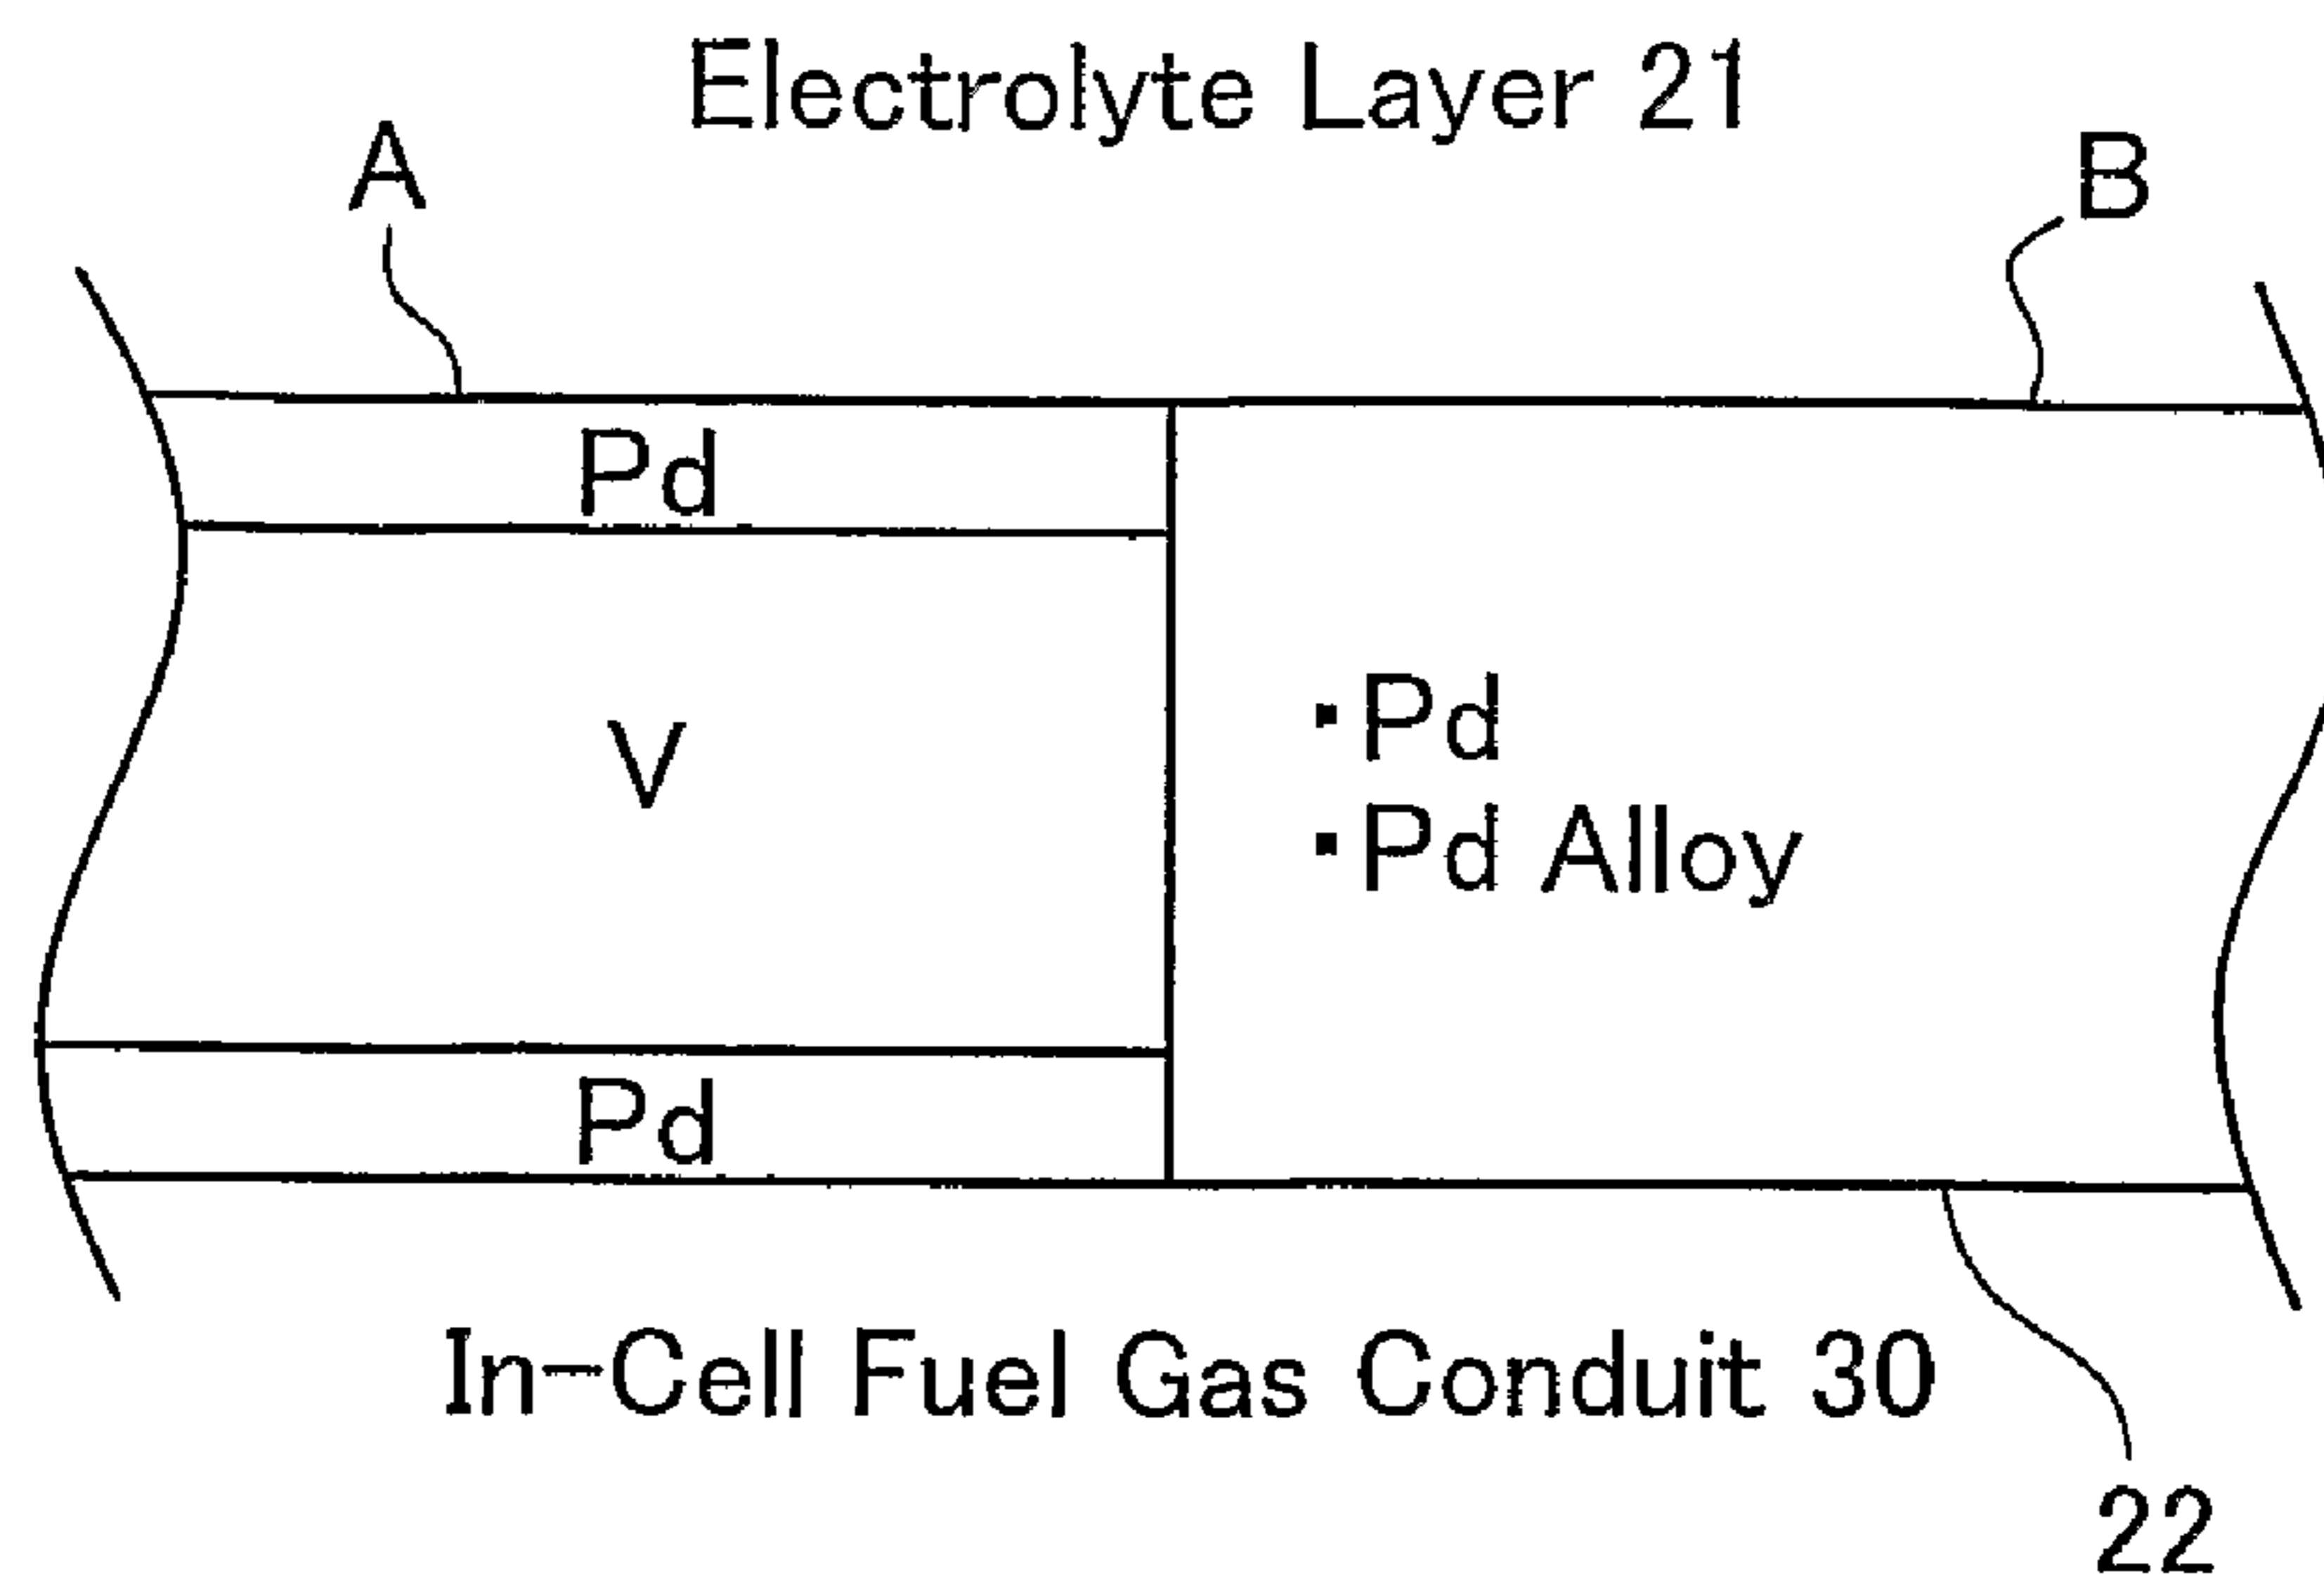 Electrolyte Layer 21
A
B
Pd
V
▪Pd
▪Pd Alloy
Pd
In-Cell Fuel Gas Conduit 30
22